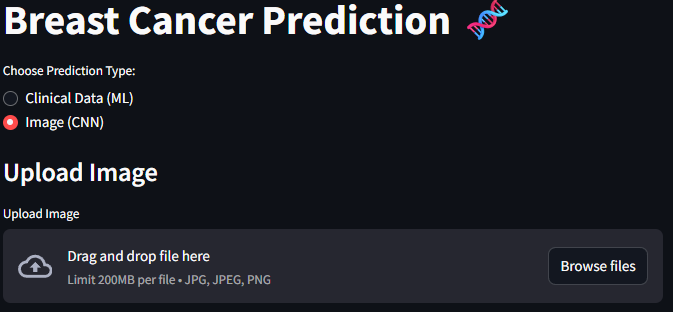 Breast Cancer Prediction 🧬
Choose Prediction Type:
Clinical Data (ML)
Image (CNN)
Upload Image
Upload Image
Drag and drop file here
Limit 200MB per file • JPG, JPEG, PNG
Browse files